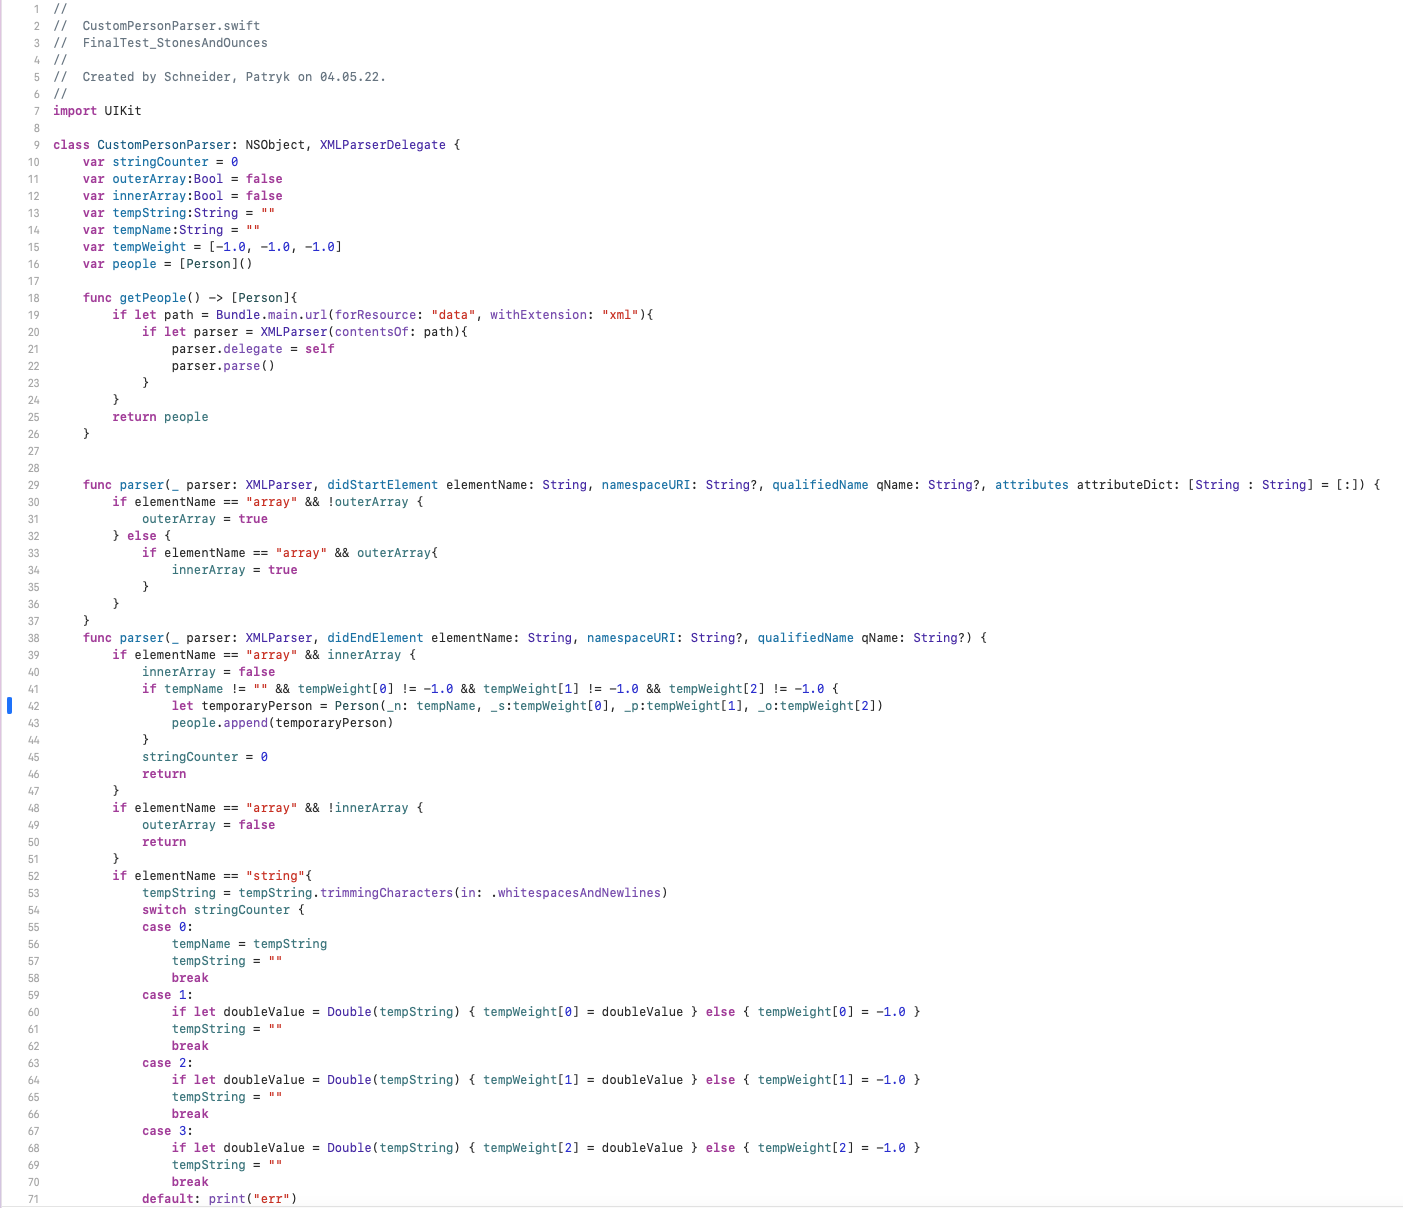 1 //
2 //  CustomPersonParser.swift
3 //  FinalTest_StonesAndOunces
4 //
5 //  Created by Schneider, Patryk on 04.05.22.
6 //
7 import UIKit
8
9 class CustomPersonParser: NSObject, XMLParserDelegate {
10     var stringCounter = 0
11     var outerArray:Bool = false
12     var innerArray:Bool = false
13     var tempString:String = ""
14     var tempName:String = ""
15     var tempWeight = [-1.0, -1.0, -1.0]
16     var people = [Person]()
17
18     func getPeople() -> [Person]{
19         if let path = Bundle.main.url(forResource: "data", withExtension: "xml"){
20             if let parser = XMLParser(contentsOf: path){
21                 parser.delegate = self
22                 parser.parse()
23             }
24         }
25         return people
26     }
27
28
29     func parser(_ parser: XMLParser, didStartElement elementName: String, namespaceURI: String?, qualifiedName qName: String?, attributes attributeDict: [String : String] = [:]) {
30         if elementName == "array" && !outerArray {
31             outerArray = true
32         } else {
33             if elementName == "array" && outerArray{
34                 innerArray = true
35             }
36         }
37     }
38     func parser(_ parser: XMLParser, didEndElement elementName: String, namespaceURI: String?, qualifiedName qName: String?) {
39         if elementName == "array" && innerArray {
40             innerArray = false
41             if tempName != "" && tempWeight[0] != -1.0 && tempWeight[1] != -1.0 && tempWeight[2] != -1.0 {
42                 let temporaryPerson = Person(_n: tempName, _s:tempWeight[0], _p:tempWeight[1], _o:tempWeight[2])
43                 people.append(temporaryPerson)
44             }
45             stringCounter = 0
46             return
47         }
48         if elementName == "array" && !innerArray {
49             outerArray = false
50             return
51         }
52         if elementName == "string"{
53             tempString = tempString.trimmingCharacters(in: .whitespacesAndNewlines)
54             switch stringCounter {
55             case 0:
56                 tempName = tempString
57                 tempString = ""
58                 break
59             case 1:
60                 if let doubleValue = Double(tempString) { tempWeight[0] = doubleValue } else { tempWeight[0] = -1.0 }
61                 tempString = ""
62                 break
63             case 2:
64                 if let doubleValue = Double(tempString) { tempWeight[1] = doubleValue } else { tempWeight[1] = -1.0 }
65                 tempString = ""
66                 break
67             case 3:
68                 if let doubleValue = Double(tempString) { tempWeight[2] = doubleValue } else { tempWeight[2] = -1.0 }
69                 tempString = ""
70                 break
71             default: print("err")